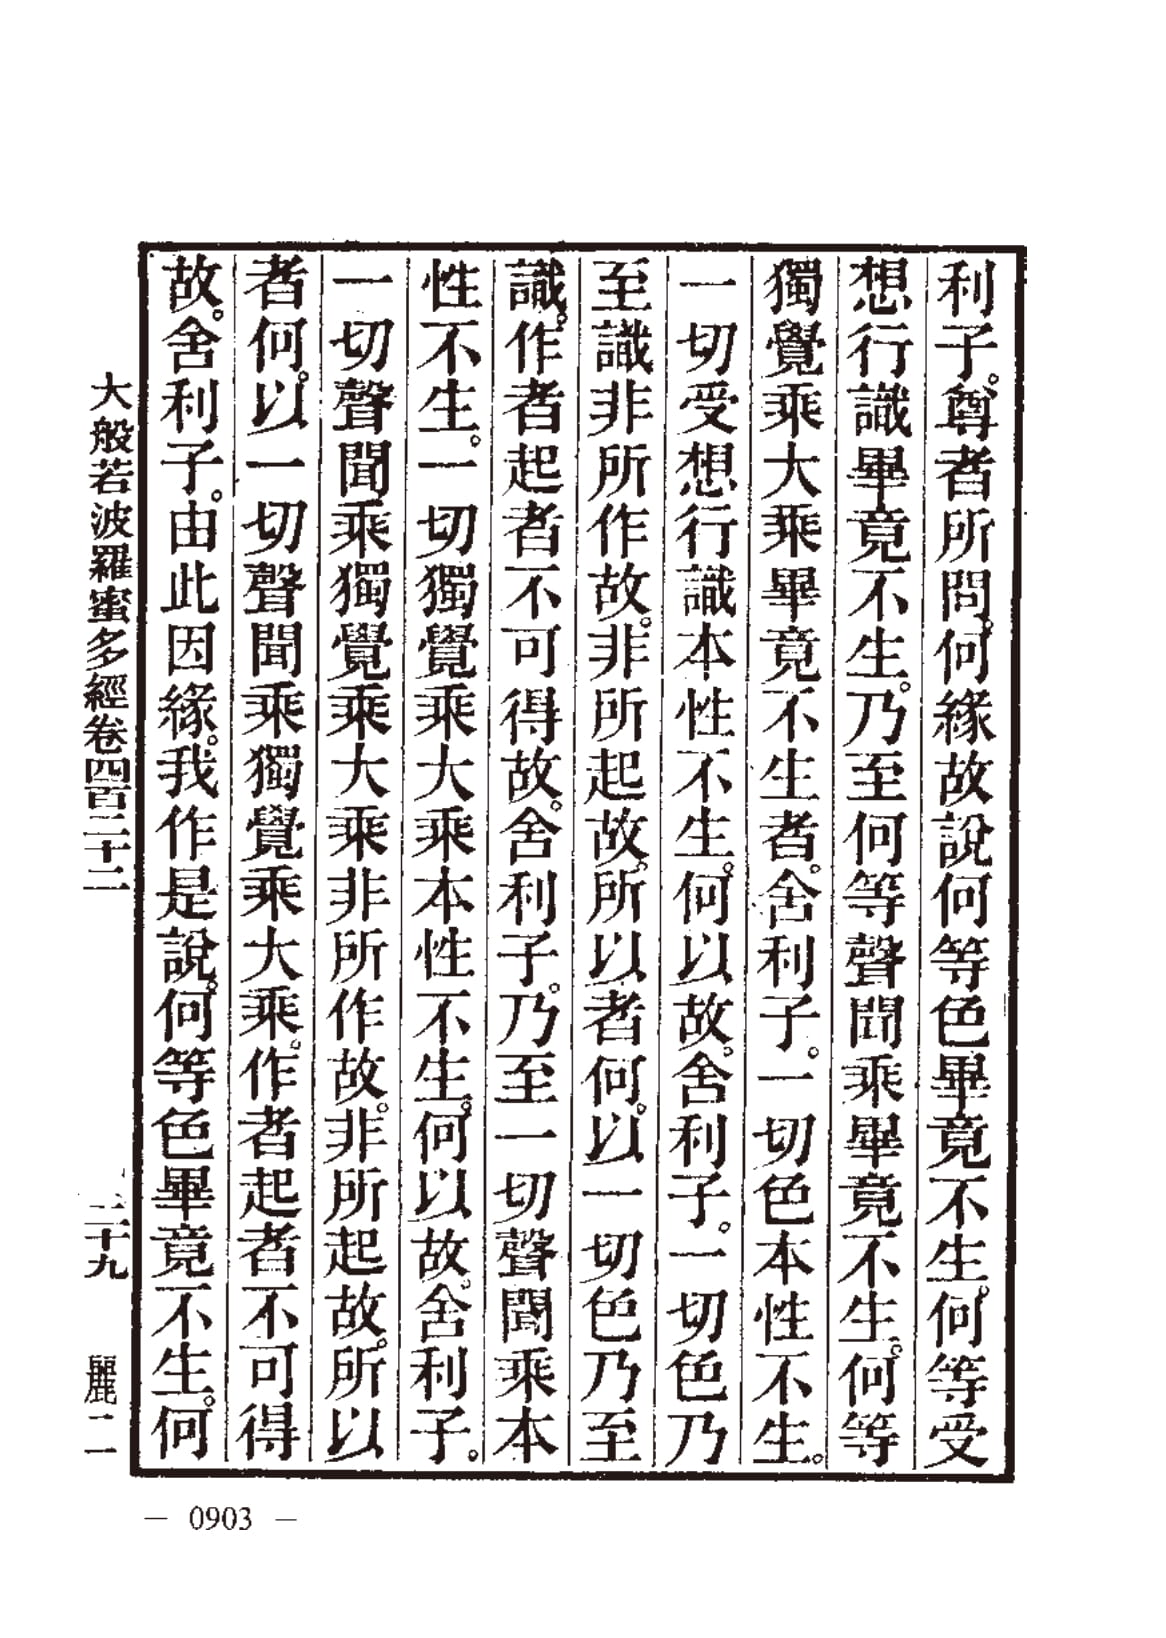 利子。尊者所問。何緣故說何等色畢竟不生。何等受
想行識畢竟不生。乃至何等聲聞乘畢竟不生。何等
獨覺乘大乘畢竟不生者。舍利子。一切色本性不生。
一切受想行識本性不生。何以故。舍利子。一切色乃
至識非所作故。非所起故。所以者何。以一切色乃至
識。作者起者不可得故。舍利子。乃至一切聲聞乘本
性不生。一切獨覺乘大乘本性不生。何以故。舍利子。
一切聲聞乘獨覺乘大乘非所作故。非所起故。所以
者何。以一切聲聞乘獨覺乘大乘。作者起者不可得
故。舍利子。由此因緣。我作是說。何等色畢竟不生。何
大般若波羅蜜多經卷四百二十二 二十九 麗二
— 0903 —